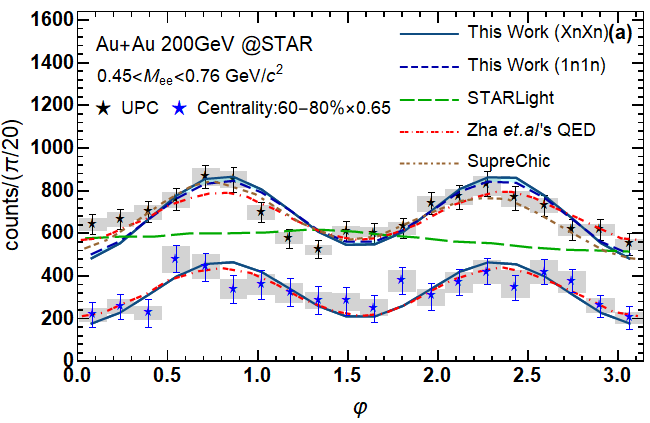 1600
1400
1200
1000
800
600
400
200
0
counts/(π/20)
Au+Au 200GeV @STAR
0.45<Mee<0.76 GeV/c²
★ UPC ★ Centrality:60−80%×0.65
This Work (XnXn)(a)
This Work (1n1n)
STARLight
Zha et.al's QED
SupreChic
0.0 0.5 1.0 1.5 2.0 2.5 3.0
φ